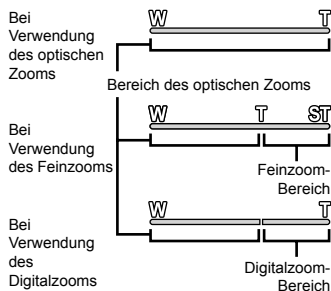 Bei
Verwendung
des optischen
Zooms
W T
Bereich des optischen Zooms
Bei
Verwendung
des Feinzooms
W T ST
Feinzoom-
Bereich
Bei
Verwendung
des
Digitalzooms
W T
Digitalzoom-
Bereich